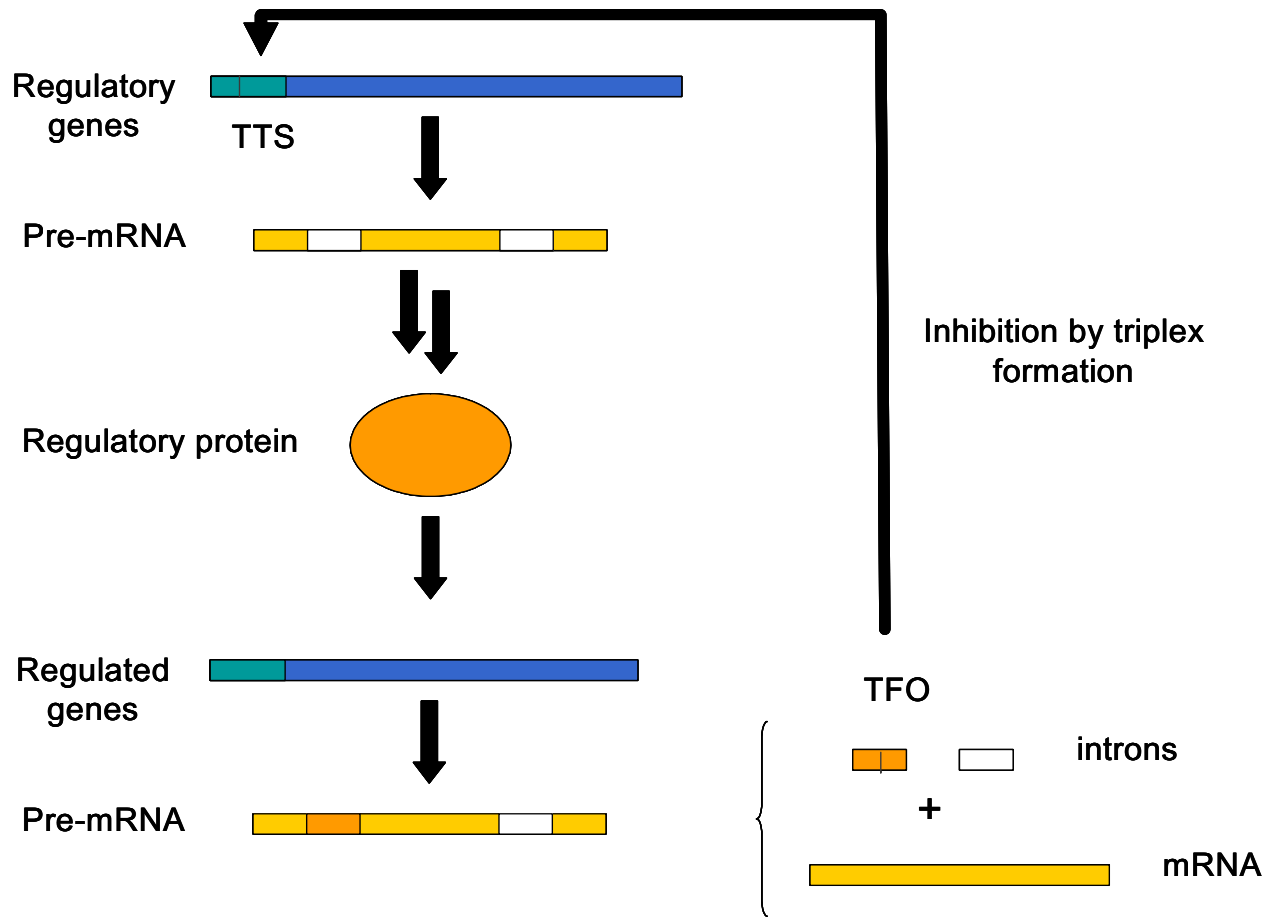 Regulatory
genes
TTS
Pre-mRNA
Inhibition by triplex
formation
Regulatory protein
Regulated
genes
TFO
introns
+
Pre-mRNA
mRNA